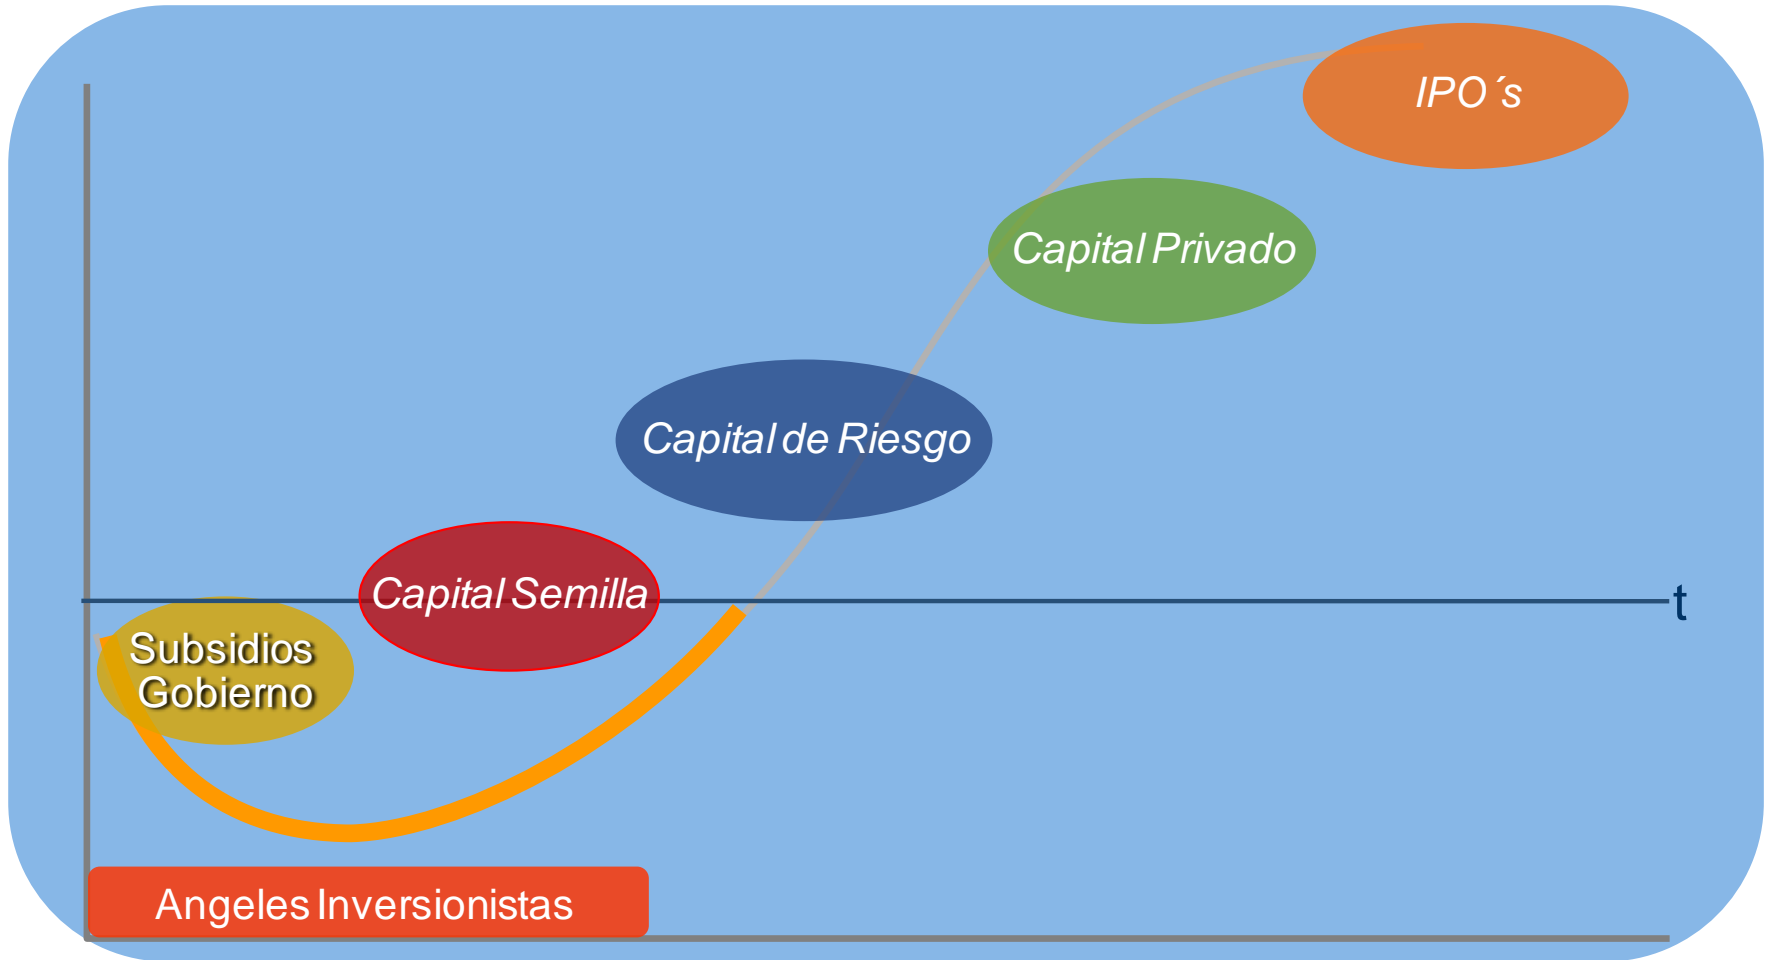 IPO´s
Capital Privado
Capital de Riesgo
Capital Semilla
t
Subsidios
Gobierno
Angeles Inversionistas